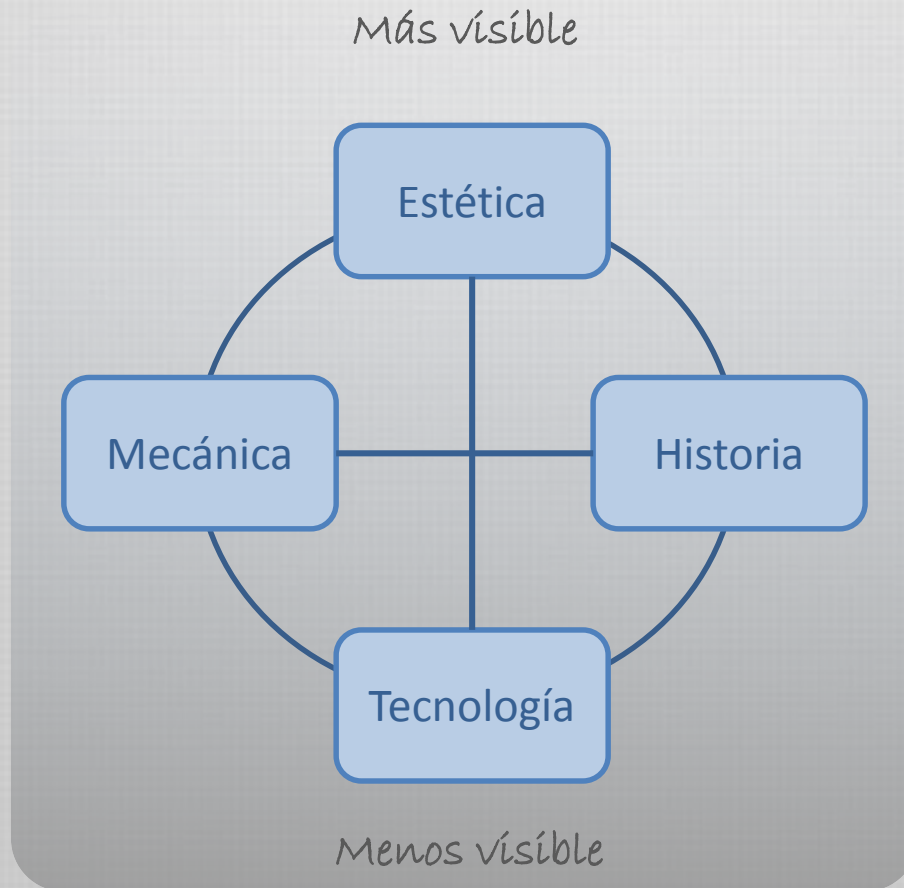 Más visible
Estética
Mecánica
Historia
Tecnología
Menos visible